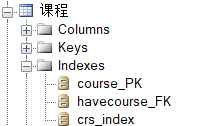 课程
Columns
Keys
Indexes
course_PK
havecourse_FK
crs_index